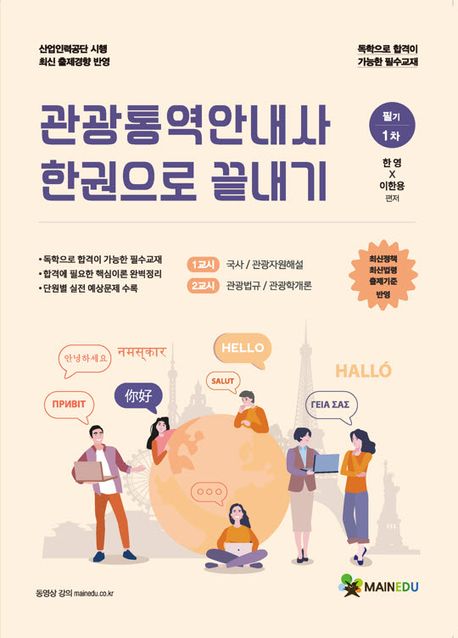 산업인력공단 시행
최신 출제경향 반영
독학으로 합격이
가능한 필수교재
관광통역안내사
한권으로 끝내기
필기
1차
한 영
X
이한용
편저
• 독학으로 합격이 가능한 필수교재
• 합격에 필요한 핵심이론 완벽정리
• 단원별 실전 예상문제 수록
1교시 국사 / 관광자원해설
2교시 관광법규 / 관광학개론
최신정책
최신법령
출제기준
반영
안녕하세요
नमस्कार
HELLO
HALLÓ
SALUT
ПРИВІТ
你好
ΓΕΙΑ ΣΑΣ
동영상 강의 mainedu.co.kr
MAINEDU